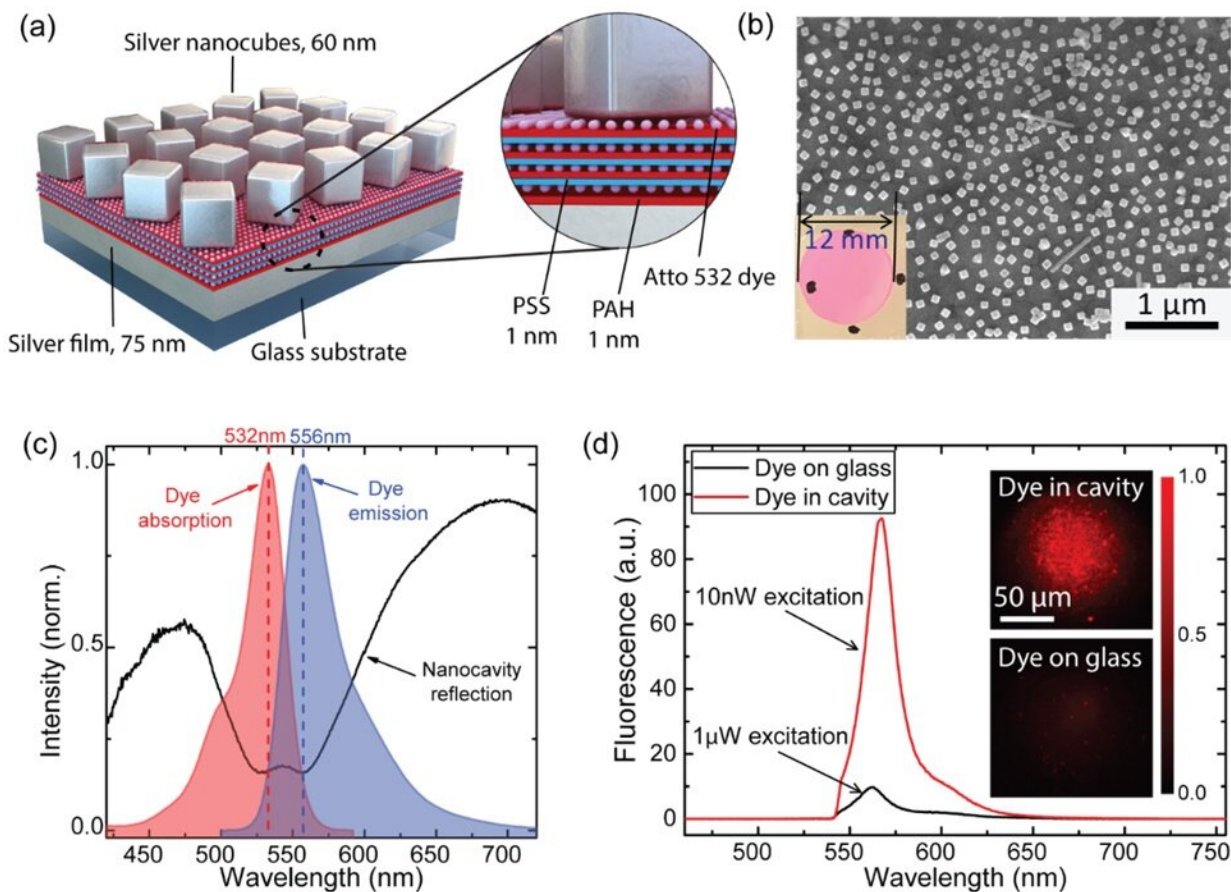 (a)
Silver nanocubes, 60 nm
Atto 532 dye
PSS
1 nm
PAH
1 nm
Silver film, 75 nm
Glass substrate
(b)
12 mm
1 μm
(c)
532nm
556nm
Dye
absorption
Dye
emission
Nanocavity
reflection
1.0
0.5
0.0
Intensity (norm.)
450
500
550
600
650
700
Wavelength (nm)
(d)
Dye on glass
Dye in cavity
10nW excitation
1μW excitation
Dye in cavity
50 μm
Dye on glass
1.0
0.5
0.0
100
80
60
40
20
0
Fluorescence (a.u.)
500
550
600
650
700
750
Wavelength (nm)